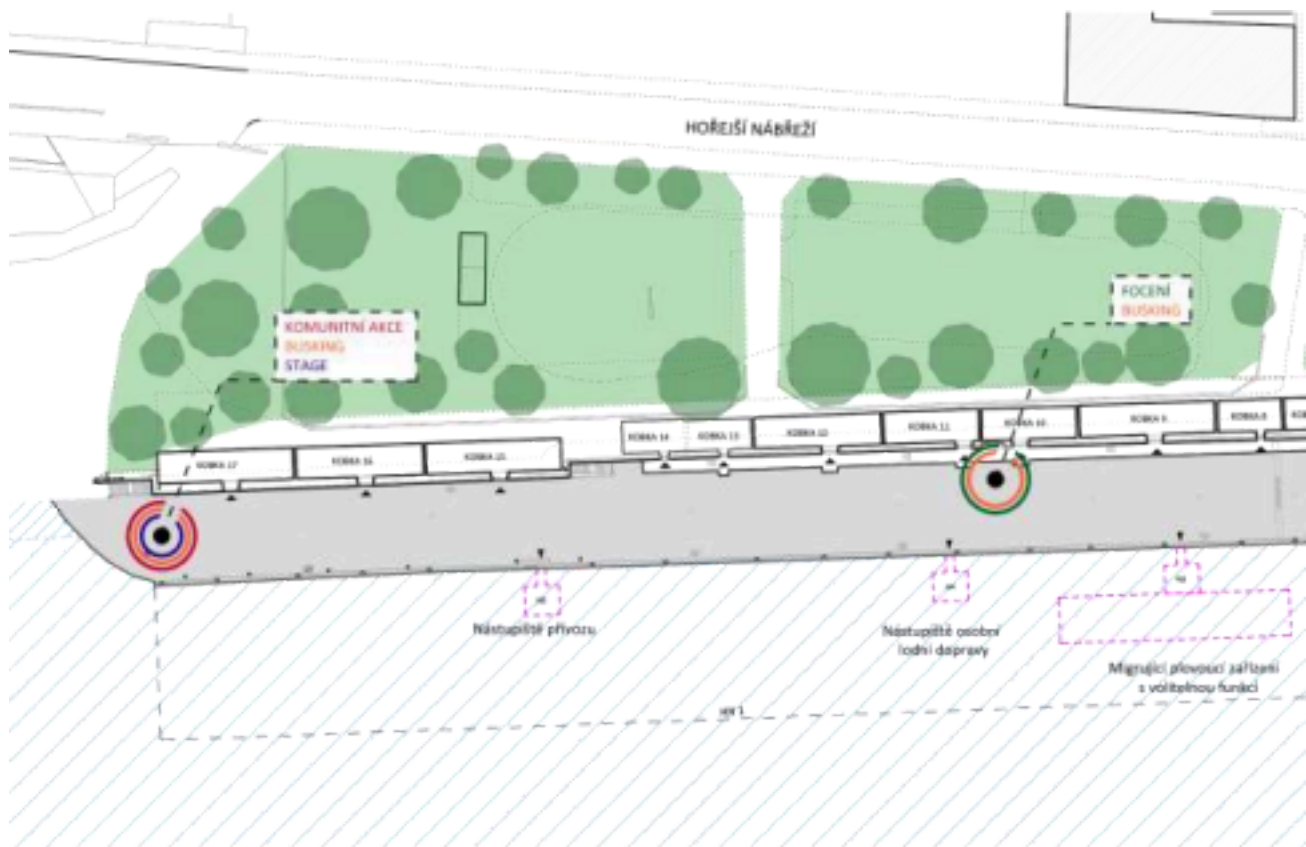 HOŘEJŠÍ NÁBŘEŽÍ
FOCENÍ
BUSKING
KOMUNITNÍ AKCE
BUSKING
STAGE
KOBKA 17
KOBKA 16
KOBKA 15
KOBKA 14
KOBKA 13
KOBKA 12
KOBKA 11
KOBKA 10
KOBKA 9
KOBKA 8
Nástupiště přívozu
Nástupiště osobní
lodní dopravy
Migrující plovoucí zařízení
s volitelnou funkcí